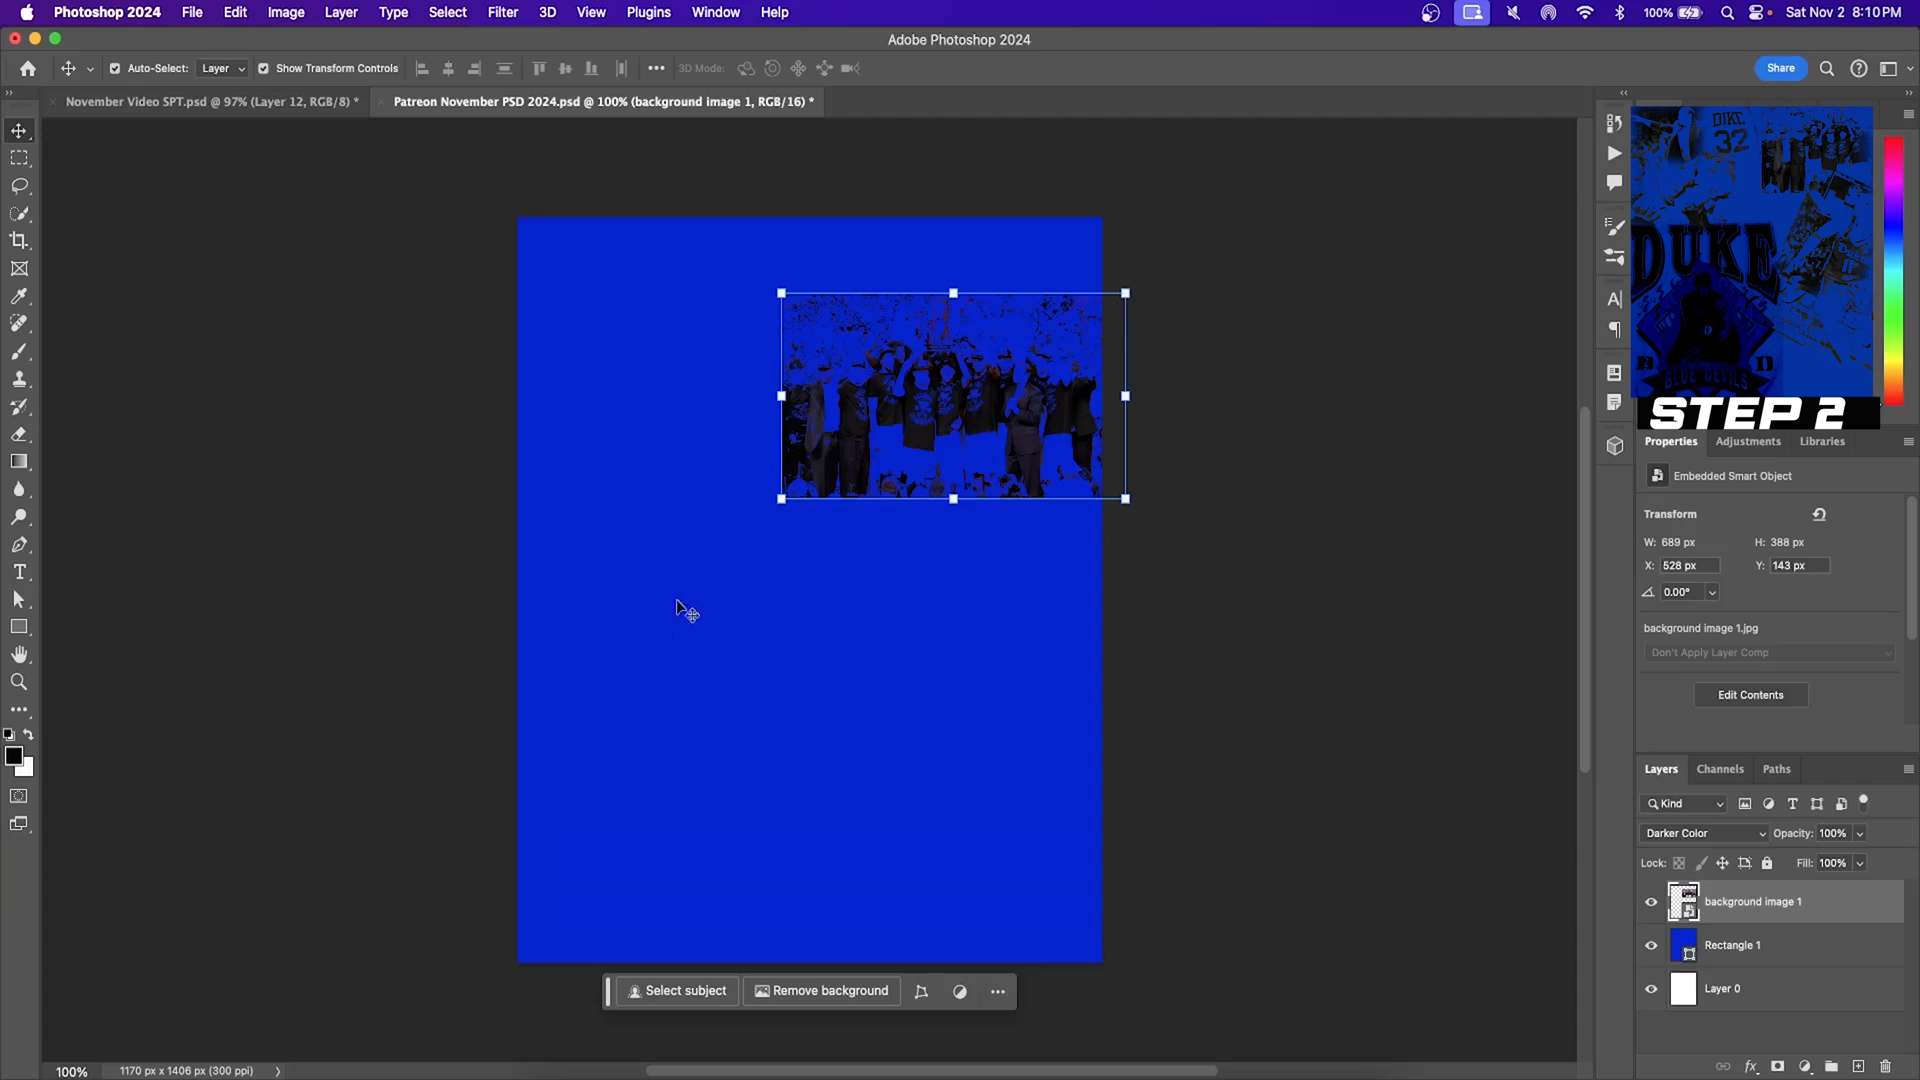 Photoshop 2024 File Edit Image Layer Type Select Filter 3D View Plugins Window Help 100% Sat Nov 2 8:10 PM
Adobe Photoshop 2024
Auto-Select: Layer Show Transform Controls 3D Mode: Share
November Video SPT.psd @ 97% (Layer 12, RGB/8) * Patreon November PSD 2024.psd @ 100% (background image 1, RGB/16) *
DUKE
32
DUKE
D
D
BLUE DEVILS
STEP 2
Properties Adjustments Libraries
Embedded Smart Object
Transform
W: 689 px H: 388 px
X: 528 px Y: 143 px
0.00°
background image 1.jpg
Don't Apply Layer Comp
Edit Contents
Layers Channels Paths
Kind
Darker Color Opacity: 100%
Lock: Fill: 100%
background image 1
Rectangle 1
Layer 0
Select subject Remove background
100% 1170 px x 1406 px (300 ppi)